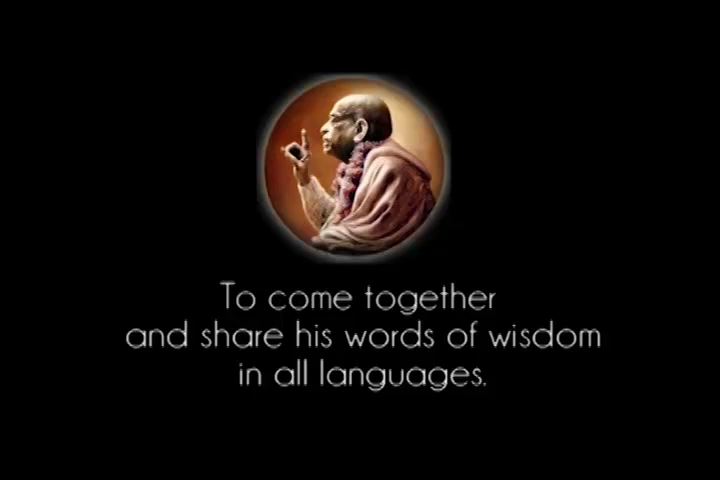 To come together
and share his words of wisdom
in all languages.